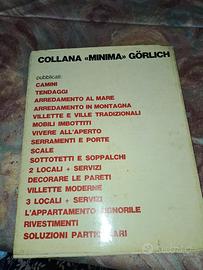 COLLANA «MINIMA» GÖRLICH
pubblicati:
CAMINI
TENDAGGI
ARREDAMENTO AL MARE
ARREDAMENTO IN MONTAGNA
VILLETTE E VILLE TRADIZIONALI
MOBILI IMBOTTITI
VIVERE ALL'APERTO
SERRAMENTI E PORTE
SCALE
SOTTOTETTI E SOPPALCHI
2 LOCALI + SERVIZI
DECORARE LE PARETI
VILLETTE MODERNE
3 LOCALI + SERVIZI
L'APPARTAMENTO SIGNORILE
RIVESTIMENTI
SOLUZIONI PARTICOLARI
subito.it